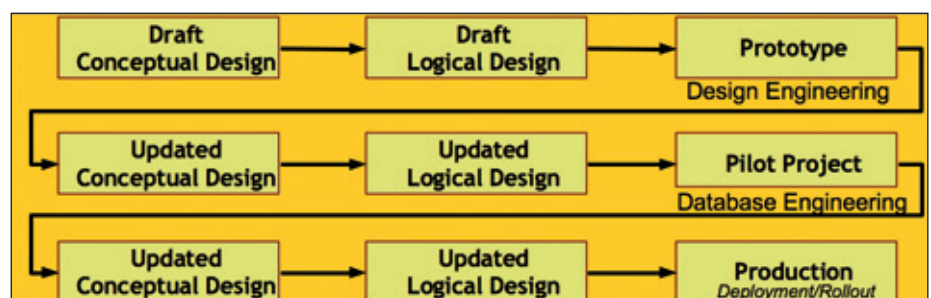 Draft
Conceptual Design
Draft
Logical Design
Prototype
Design Engineering
Updated
Conceptual Design
Updated
Logical Design
Pilot Project
Database Engineering
Updated
Conceptual Design
Updated
Logical Design
Production
Deployment/Rollout